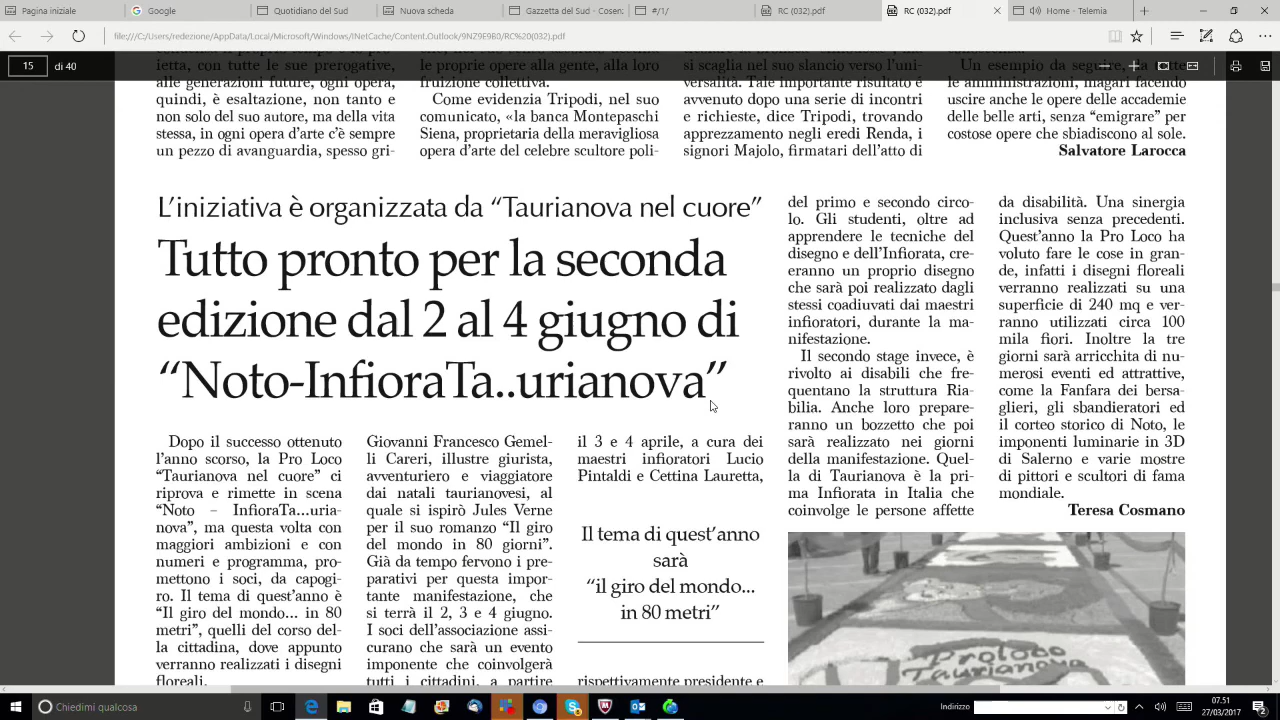 Pagina iniziale
Google
Quotidiano del Sud
Nuova scheda
Gazzetta del Sud - Cosen:
#/1/
RC (032).pdf
RC (032).pdf
Home - Telemia
file:///C:/Users/redezione/AppData/Local/Microsoft/Windows/INetCache/Content.Outlook/9NZ9E9B0/RC%20(032).pdf
15 di 40
ietta, con tutte le sue prerogative,
alle generazioni future, ogni opera,
quindi, è esaltazione, non tanto e
non solo del suo autore, ma della vita
stessa, in ogni opera d'arte c'è sempre
un pezzo di avanguardia, spesso gri-
le proprie opere alla gente, alla loro
fruizione collettiva.
Come evidenzia Tripodi, nel suo
comunicato, «la banca Montepaschi
Siena, proprietaria della meravigliosa
opera d'arte del celebre scultore poli-
si scaglia nel suo slancio verso l'uni-
versalità. Tale importante risultato è
avvenuto dopo una serie di incontri
e richieste, dice Tripodi, trovando
apprezzamento negli eredi Renda, i
signori Majolo, firmatari dell'atto di
Un esempio da seguire, da tutte
le amministrazioni, magari facendo
uscire anche le opere delle accademie
delle belle arti, senza "emigrare" per
costose opere che sbiadiscono al sole.
Salvatore Larocca
L'iniziativa è organizzata da "Taurianova nel cuore"
Tutto pronto per la seconda
edizione dal 2 al 4 giugno di
"Noto-InfioraTa..urianova"
Dopo il successo ottenuto
l'anno scorso, la Pro Loco
"Taurianova nel cuore" ci
riprova e rimette in scena
"Noto – InfioraTa...uria-
nova", ma questa volta con
maggiori ambizioni e con
numeri e programma, pro-
mettono i soci, da capogi-
ro. Il tema di quest'anno è
"Il giro del mondo... in 80
metri", quelli del corso del-
la cittadina, dove appunto
verranno realizzati i disegni
floreali.
Giovanni Francesco Gemel-
li Careri, illustre giurista,
avventuriero e viaggiatore
dai natali taurianovesi, al
quale si ispirò Jules Verne
per il suo romanzo "Il giro
del mondo in 80 giorni".
Già da tempo fervono i pre-
parativi per questa impor-
tante manifestazione, che
si terrà il 2, 3 e 4 giugno.
I soci dell'associazione assi-
curano che sarà un evento
imponente che coinvolgerà
tutti i cittadini, a partire
il 3 e 4 aprile, a cura dei
maestri infioratori Lucio
Pintaldi e Cettina Lauretta,
Il tema di quest'anno
sarà
"il giro del mondo...
in 80 metri"
rispettivamente presidente e
del primo e secondo circo-
lo. Gli studenti, oltre ad
apprendere le tecniche del
disegno e dell'Infiorata, cre-
eranno un proprio disegno
che sarà poi realizzato dagli
stessi coadiuvati dai maestri
infioratori, durante la ma-
nifestazione.
Il secondo stage invece, è
rivolto ai disabili che fre-
quentano la struttura Ria-
bilia. Anche loro prepare-
ranno un bozzetto che poi
sarà realizzato nei giorni
della manifestazione. Quel-
la di Taurianova è la pri-
ma Infiorata in Italia che
coinvolge le persone affette
da disabilità. Una sinergia
inclusiva senza precedenti.
Quest'anno la Pro Loco ha
voluto fare le cose in gran-
de, infatti i disegni floreali
verranno realizzati su una
superficie di 240 mq e ver-
ranno utilizzati circa 100
mila fiori. Inoltre la tre
giorni sarà arricchita di nu-
merosi eventi ed attrattive,
come la Fanfara dei bersa-
glieri, gli sbandieratori ed
il corteo storico di Noto, le
imponenti luminarie in 3D
di Salerno e varie mostre
di pittori e scultori di fama
mondiale.
Teresa Cosmano
Proloco
Taurianova
Chiedimi qualcosa
Indirizzo
07.51
27/03/2017
2